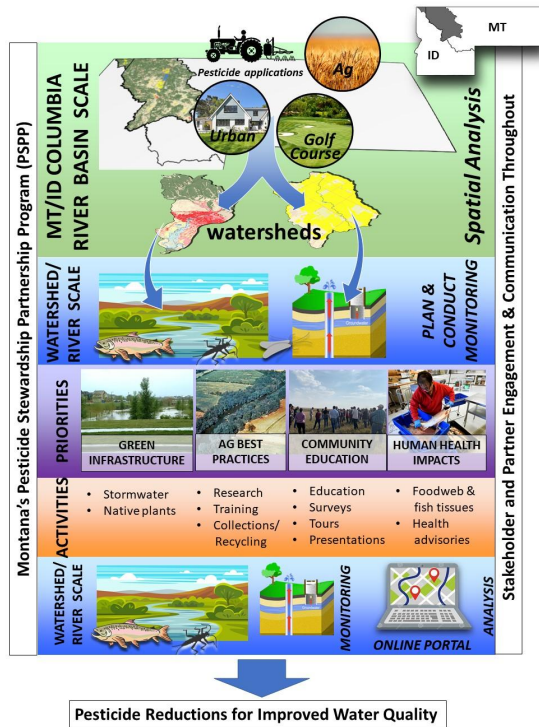 MT
ID
Pesticide applications
Ag
Urban
Golf
Course
MT/ID COLUMBIA
RIVER BASIN SCALE
Spatial Analysis
watersheds
Montana's Pesticide Stewardship Partnership Program (PSPP)
Stakeholder and Partner Engagement & Communication Throughout
WATERSHED/
RIVER SCALE
PLAN &
CONDUCT
MONITORING
PRIORITIES
GREEN
INFRASTRUCTURE
AG BEST
PRACTICES
COMMUNITY
EDUCATION
HUMAN HEALTH
IMPACTS
ACTIVITIES
• Stormwater
• Native plants
• Research
• Training
• Collections/
Recycling
• Education
• Surveys
• Tours
• Presentations
• Foodweb &
fish tissues
• Health
advisories
WATERSHED/
RIVER SCALE
MONITORING
ONLINE PORTAL
ANALYSIS
Pesticide Reductions for Improved Water Quality